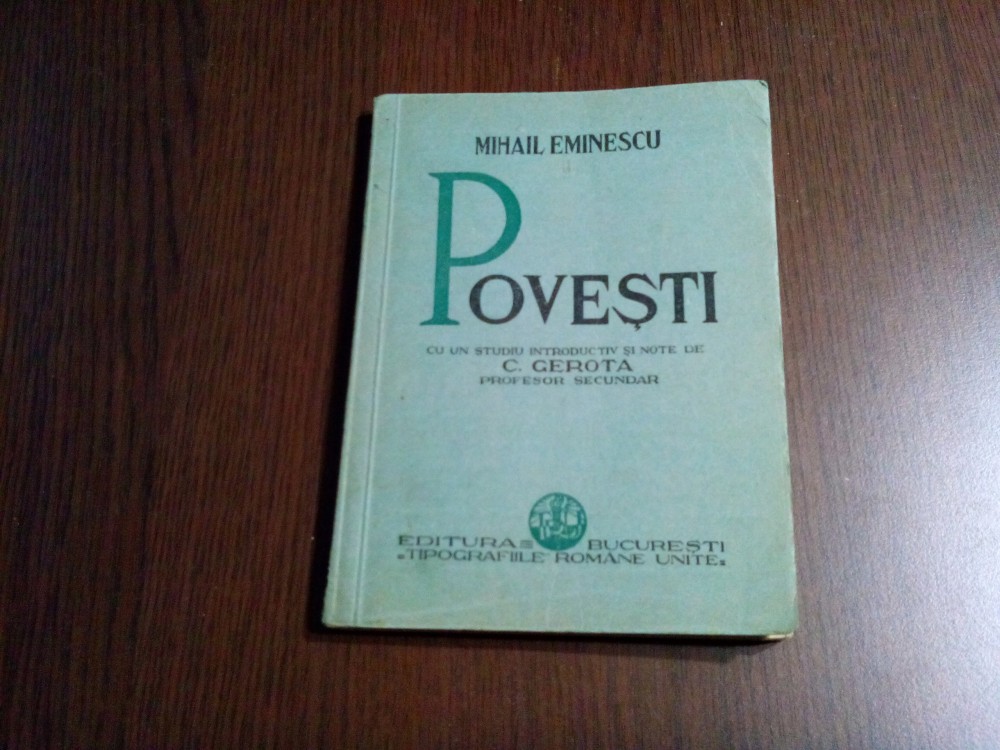 MIHAIL EMINESCU
POVEȘTI
CU UN STUDIU INTRODUCTIV ȘI NOTE DE
C. GEROTA
PROFESOR SECUNDAR
EDITURA BUCUREȘTI
„TIPOGRAFIILE ROMÂNE UNITE"